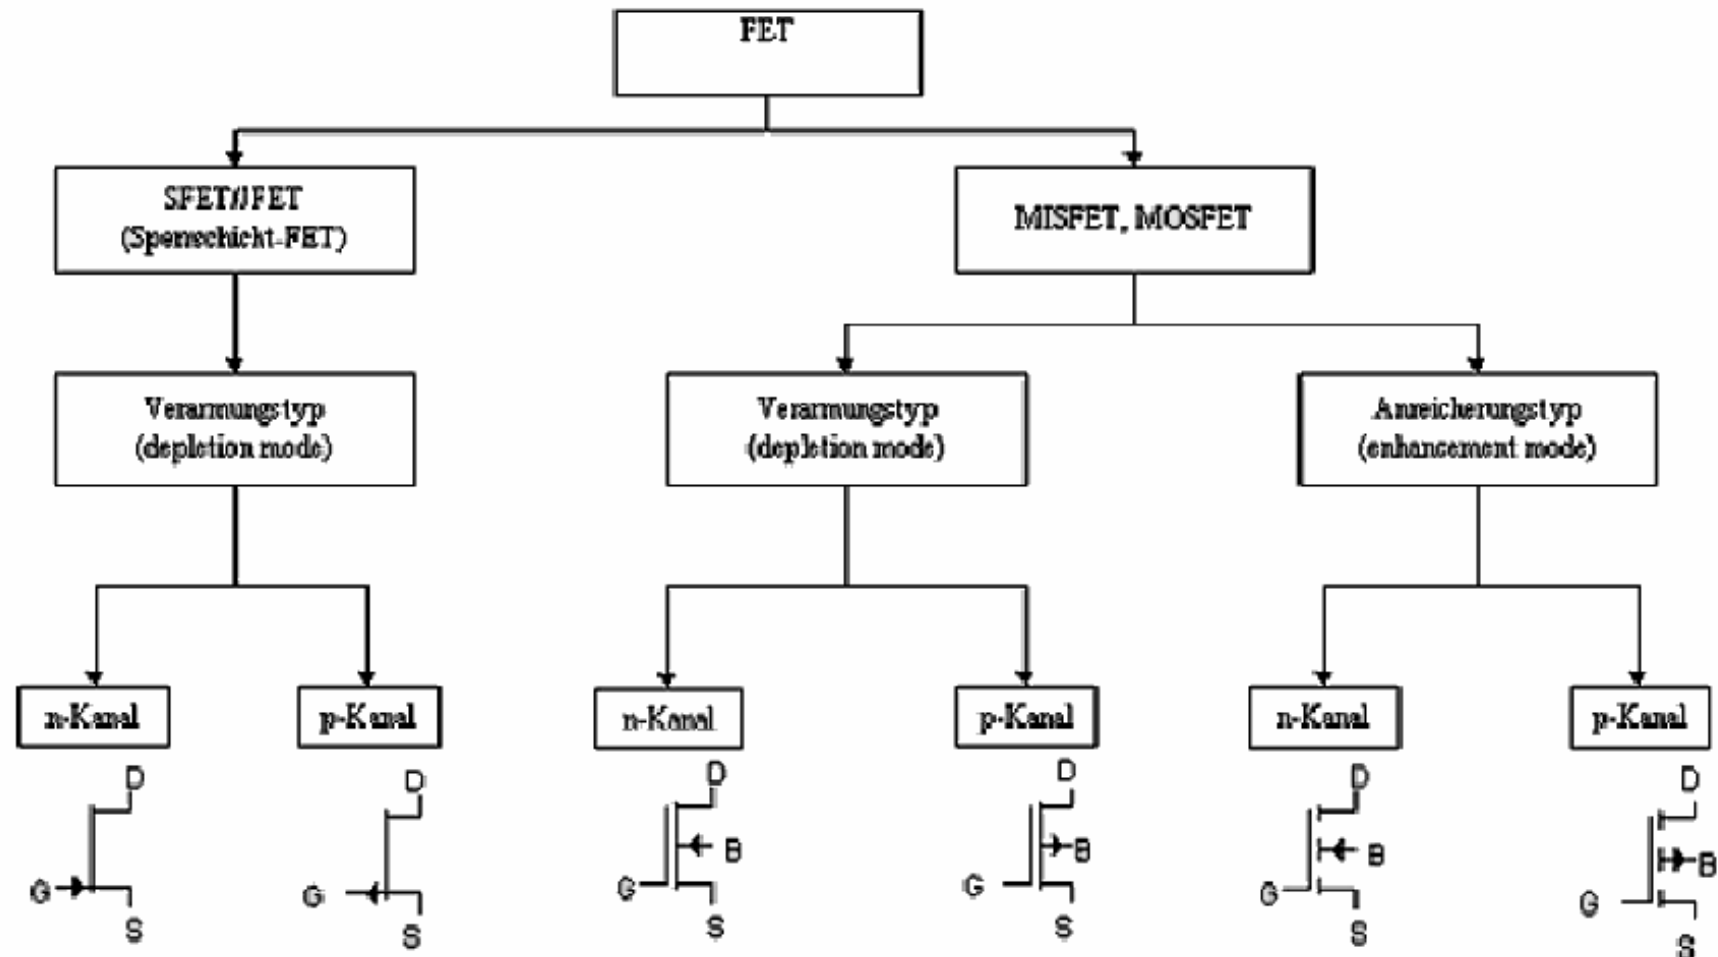 FET
SFET/JFET
(Sperrschicht-FET)
MISFET, MOSFET
Verarmungstyp
(depletion mode)
Verarmungstyp
(depletion mode)
Anreicherungstyp
(enhancement mode)
n-Kanal
p-Kanal
n-Kanal
p-Kanal
n-Kanal
p-Kanal
D
G
S
D
G
S
D
B
G
S
D
B
G
S
D
B
G
S
D
B
G
S